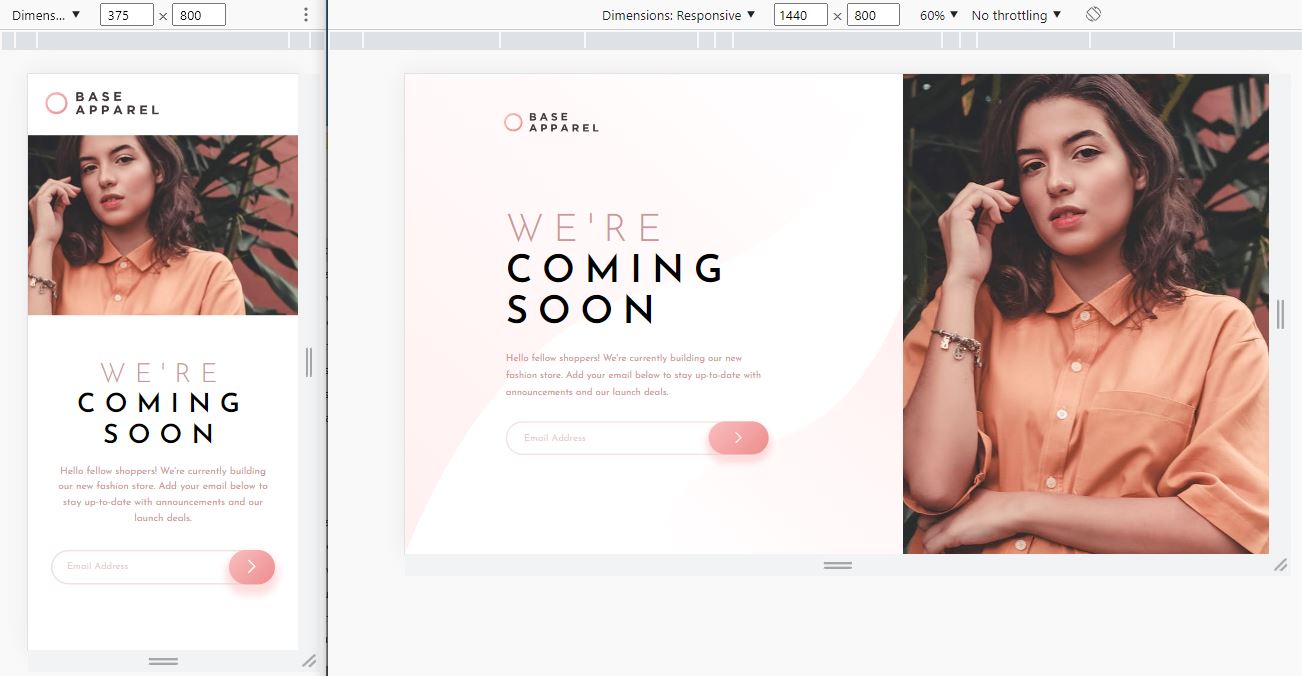 Dimens... ▼ 375 × 800
BASE
APPAREL
WE'RE
COMING
SOON
Hello fellow shoppers! We're currently building
our new fashion store. Add your email below to
stay up-to-date with announcements and our
launch deals.
Email Address
Dimensions: Responsive ▼ 1440 × 800 60% ▼ No throttling ▼
BASE
APPAREL
WE'RE
COMING
SOON
Hello fellow shoppers! We're currently building our new
fashion store. Add your email below to stay up-to-date with
announcements and our launch deals.
Email Address